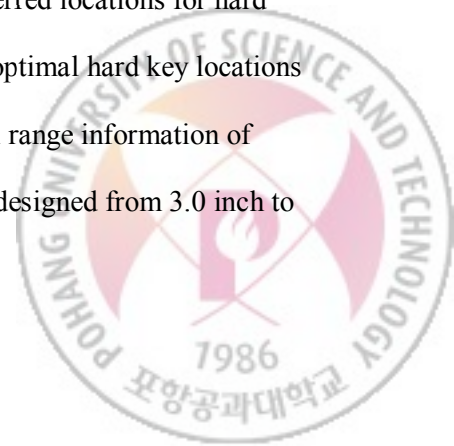 erred locations for hard
optimal hard key locations
range information of
designed from 3.0 inch to
POHANG UNIVERSITY OF SCIENCE AND TECHNOLOGY
1986
포항공과대학교